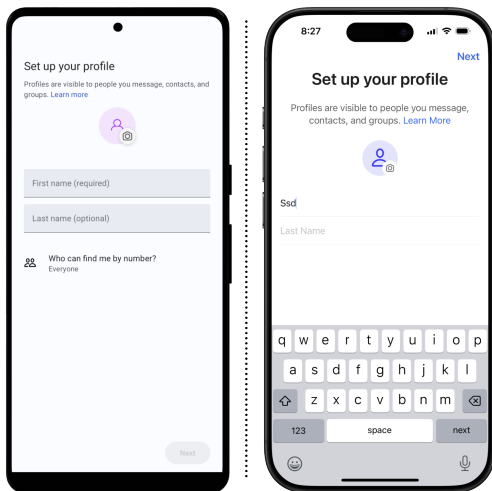 Set up your profile
Profiles are visible to people you message, contacts, and
groups. Learn more
First name (required)
Last name (optional)
Who can find me by number?
Everyone
Next
8:27
Next
Set up your profile
Profiles are visible to people you message,
contacts, and groups. Learn More
Ssd
Last Name
q w e r t y u i o p
a s d f g h j k l
z x c v b n m
123 space next